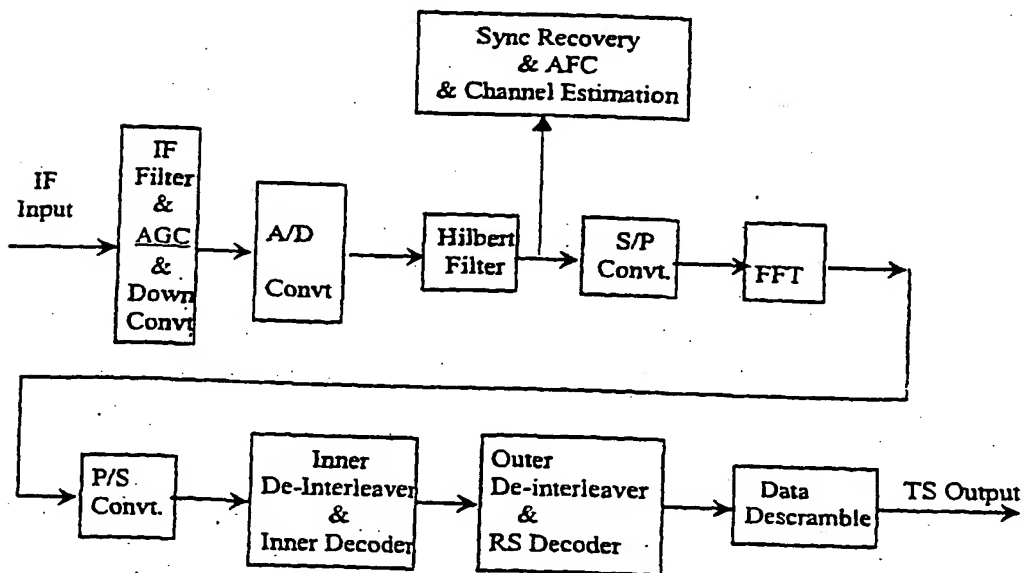 Sync Recovery
& AFC
& Channel Estimation
IF
Input
IF
Filter
&
AGC
&
Down
Convt
A/D
Convt
Hilbert
Filter
S/P
Convt.
FFT
P/S
Convt.
Inner
De-Interleaver
&
Inner Decoder
Outer
De-interleaver
&
RS Decoder
Data
Descramble
TS Output